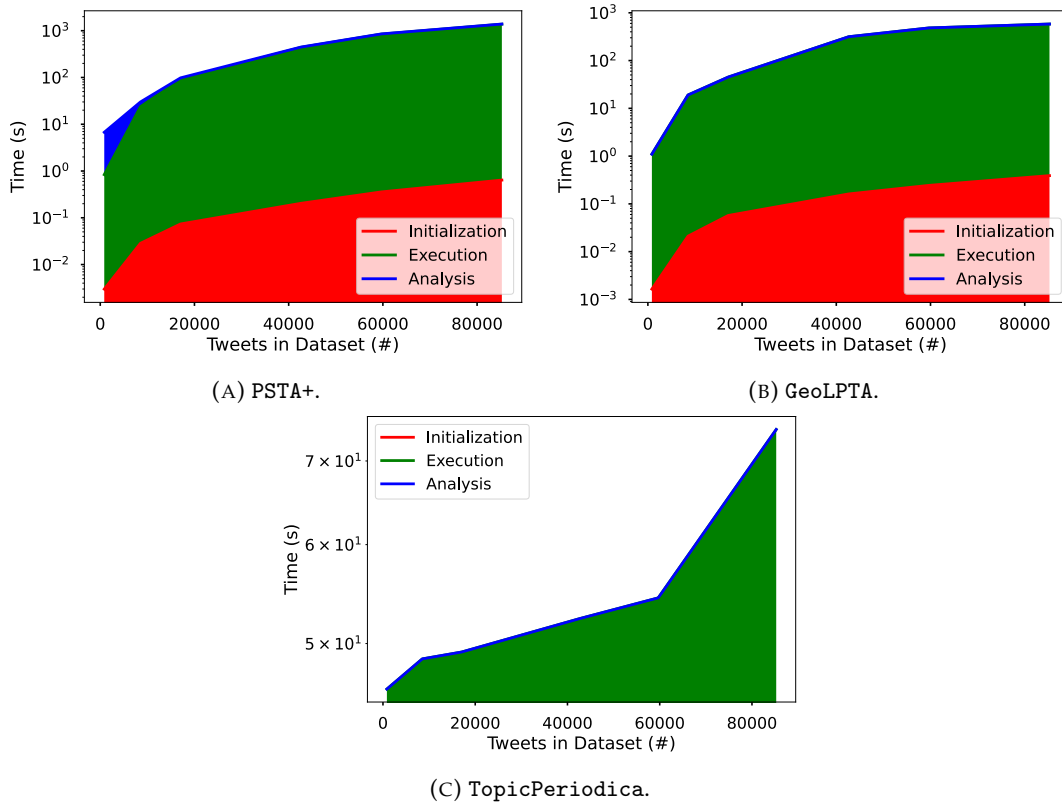 10³
10²
10¹
10⁰
10⁻¹
10⁻²
Time (s)
Initialization
Execution
Analysis
0 20000 40000 60000 80000
Tweets in Dataset (#)
(A) PSTA+.
10³
10²
10¹
10⁰
10⁻¹
10⁻²
10⁻³
Time (s)
Initialization
Execution
Analysis
0 20000 40000 60000 80000
Tweets in Dataset (#)
(B) GeoLPTA.
Initialization
Execution
Analysis
7 × 10¹
6 × 10¹
5 × 10¹
Time (s)
0 20000 40000 60000 80000
Tweets in Dataset (#)
(C) TopicPeriodica.